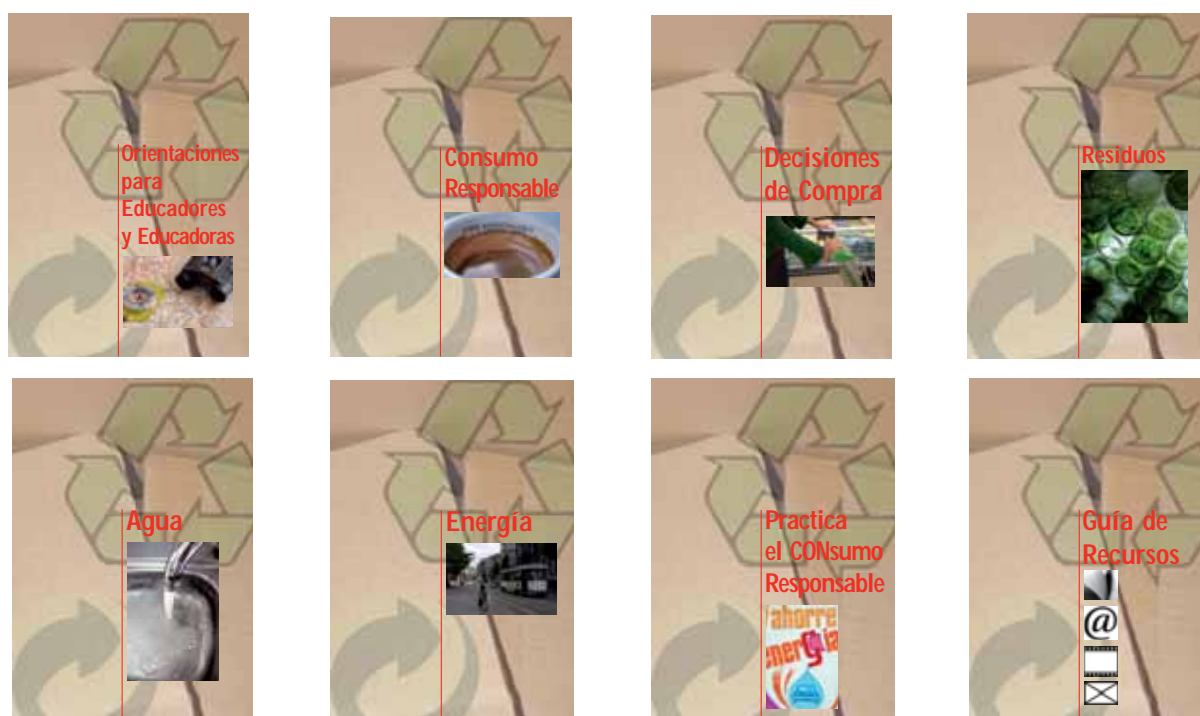 Orientaciones
para
Educadores
y Educadoras
Consumo
Responsable
Decisiones
de Compra
Residuos
Agua
Energía
Practica
el CONsumo
Responsable
ahorre
energía
Guía de
Recursos
@